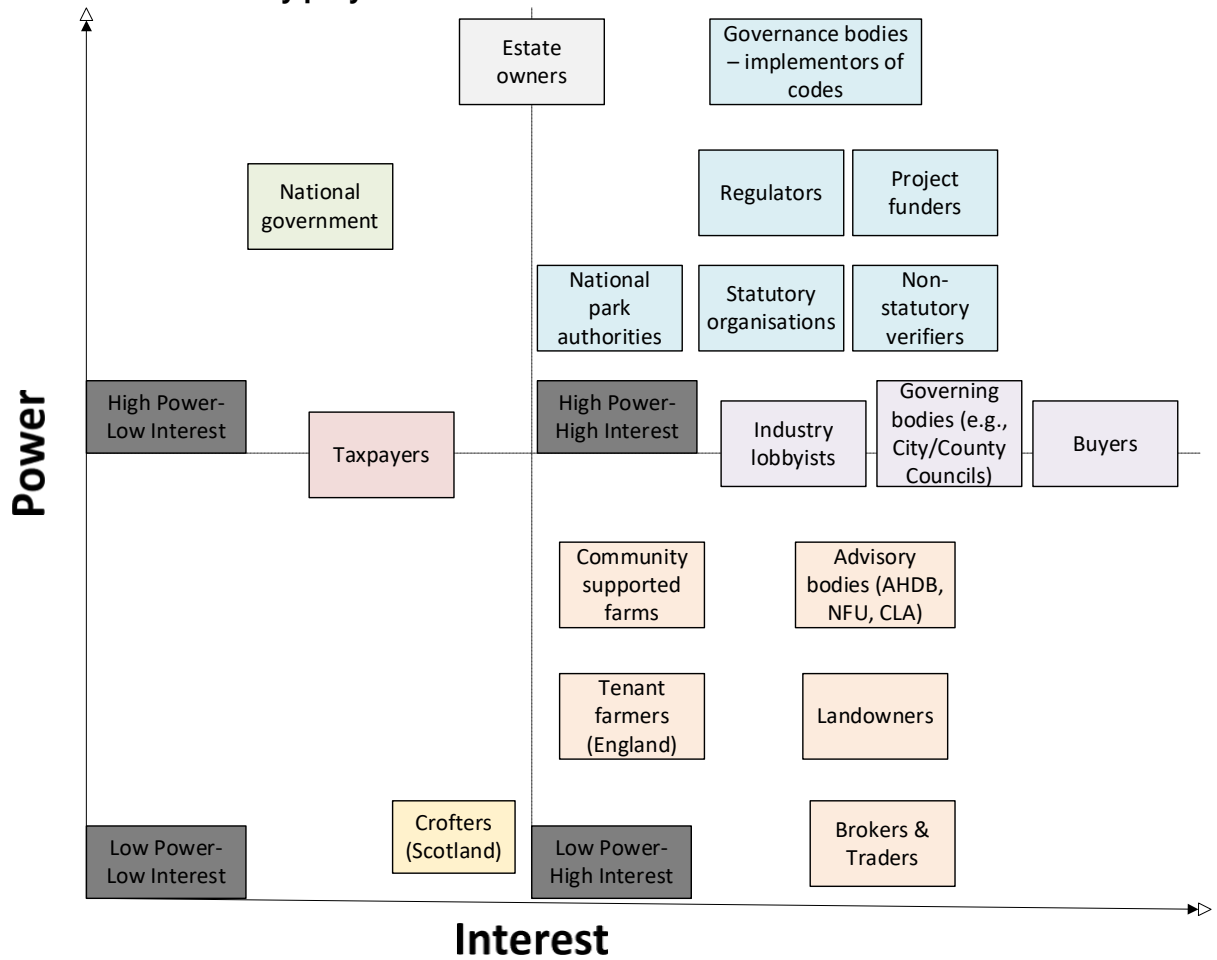 Estate
owners
Governance bodies
– implementors of
codes
National
government
Regulators
Project
funders
National
park
authorities
Statutory
organisations
Non-
statutory
verifiers
High Power-
Low Interest
Taxpayers
High Power-
High Interest
Industry
lobbyists
Governing
bodies (e.g.,
City/County
Councils)
Buyers
Power
Community
supported
farms
Advisory
bodies (AHDB,
NFU, CLA)
Tenant
farmers
(England)
Landowners
Low Power-
Low Interest
Crofters
(Scotland)
Low Power-
High Interest
Brokers &
Traders
Interest